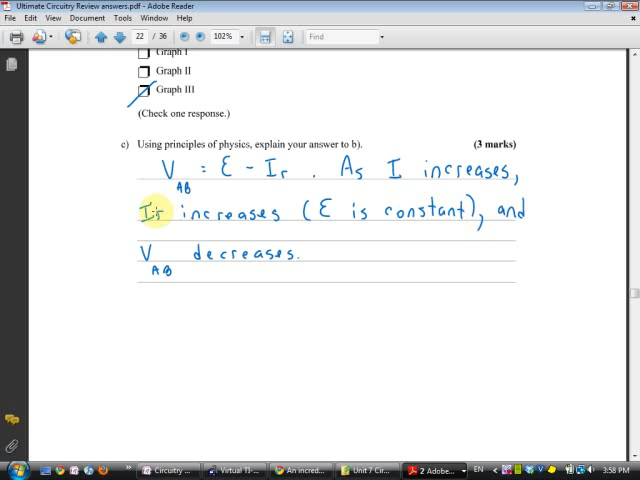 Ultimate Circuitry Review answers.pdf - Adobe Reader
File Edit View Document Tools Window Help
22 / 36 102% Find
Graph I
Graph II
Graph III
(Check one response.)
c) Using principles of physics, explain your answer to b). (3 marks)
V_AB = ε - Ir . As I increases,
Ir increases (ε is constant), and
V_AB decreases.
Circuitry ... Virtual TI-... An incred... Unit 7 Cir... 2 Adobe... EN 3:58 PM